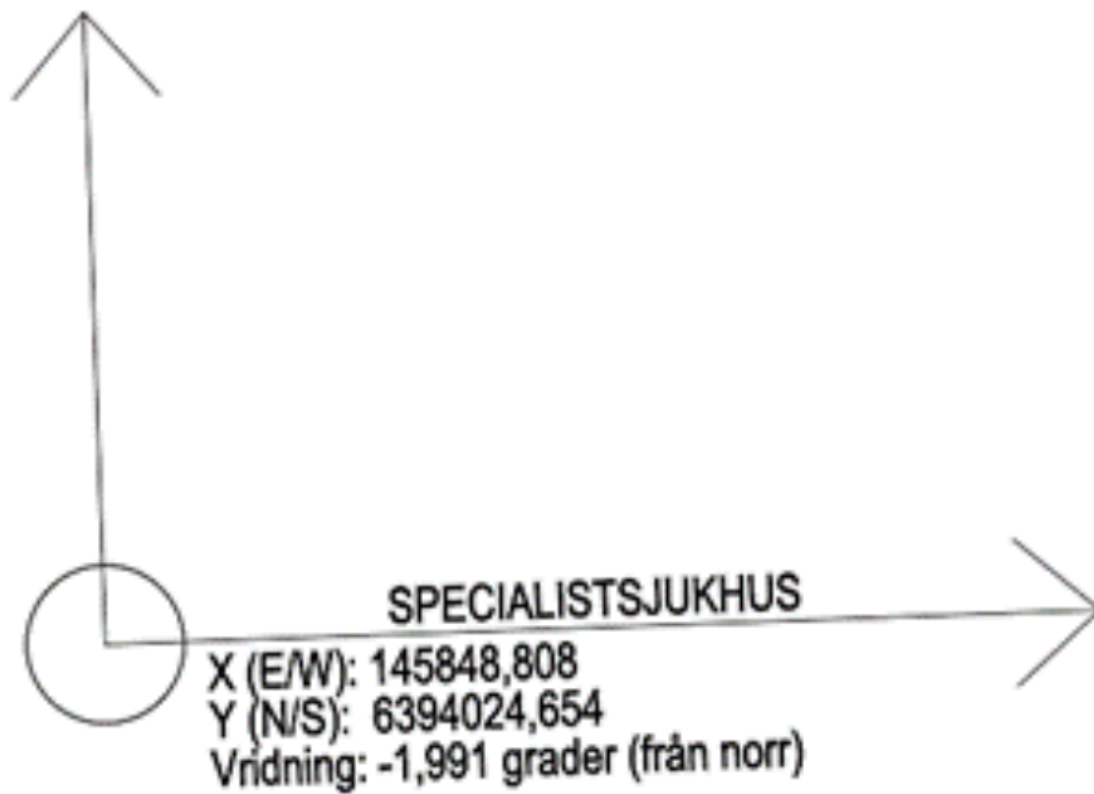 SPECIALISTSJUKHUS
X (E/W): 145848,808
Y (N/S): 6394024,654
Vridning: -1,991 grader (från norr)